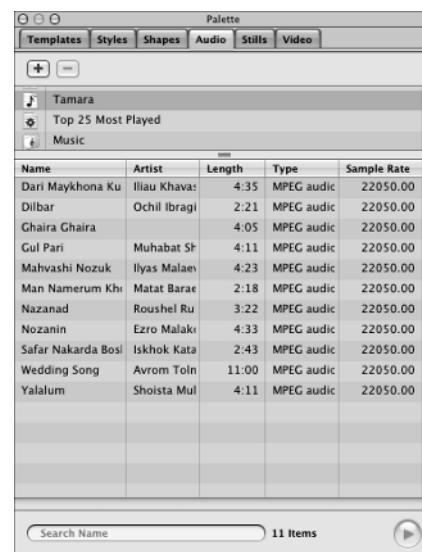 Palette
Templates Styles Shapes Audio Stills Video
Tamara
Top 25 Most Played
Music
Name Artist Length Type Sample Rate
Dari Maykhona Ku Iliau Khava 4:35 MPEG audio 22050.00
Dilbar Ochil Ibragi 2:21 MPEG audio 22050.00
Ghaira Ghaira 4:05 MPEG audio 22050.00
Gul Pari Muhabat Sh 4:11 MPEG audio 22050.00
Mahvashi Nozuk Ilyas Malae 4:23 MPEG audio 22050.00
Man Namerum Kh Matat Barae 2:18 MPEG audio 22050.00
Nazanad Roushel Ru 3:22 MPEG audio 22050.00
Nozanin Ezro Malak 4:33 MPEG audio 22050.00
Safar Nakarda Bos Iskhok Kata 2:43 MPEG audio 22050.00
Wedding Song Avrom Toln 11:00 MPEG audio 22050.00
Yalalum Shoista Mul 4:11 MPEG audio 22050.00
Search Name 11 Items